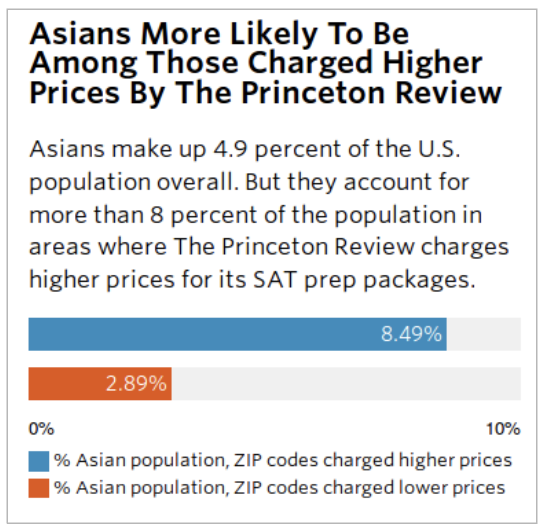 Asians More Likely To Be
Among Those Charged Higher
Prices By The Princeton Review
Asians make up 4.9 percent of the U.S.
population overall. But they account for
more than 8 percent of the population in
areas where The Princeton Review charges
higher prices for its SAT prep packages.
8.49%
2.89%
0% 10%
% Asian population, ZIP codes charged higher prices
% Asian population, ZIP codes charged lower prices